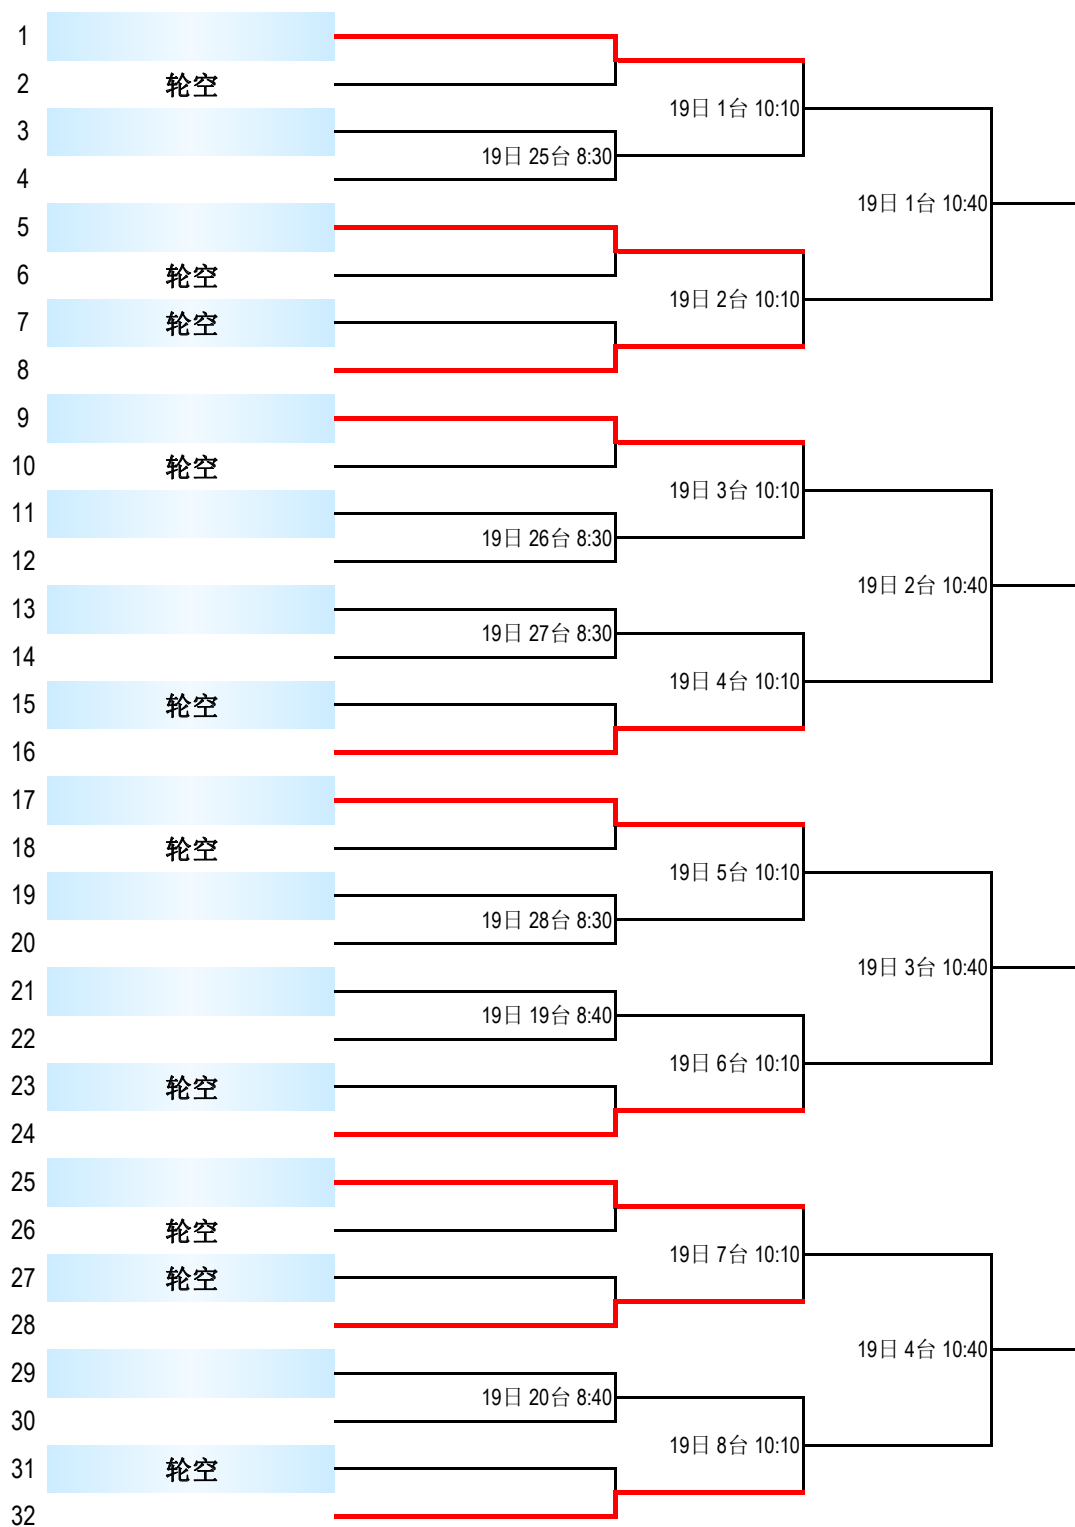 1
2 轮空
19日 1台 10:10
3
19日 25台 8:30
4
19日 1台 10:40
5
6 轮空
19日 2台 10:10
7 轮空
8
9
10 轮空
19日 3台 10:10
11
19日 26台 8:30
12
19日 2台 10:40
13
19日 27台 8:30
14
19日 4台 10:10
15 轮空
16
17
18 轮空
19日 5台 10:10
19
19日 28台 8:30
20
19日 3台 10:40
21
19日 19台 8:40
22
19日 6台 10:10
23 轮空
24
25
26 轮空
19日 7台 10:10
27 轮空
28
19日 4台 10:40
29
19日 20台 8:40
30
19日 8台 10:10
31 轮空
32